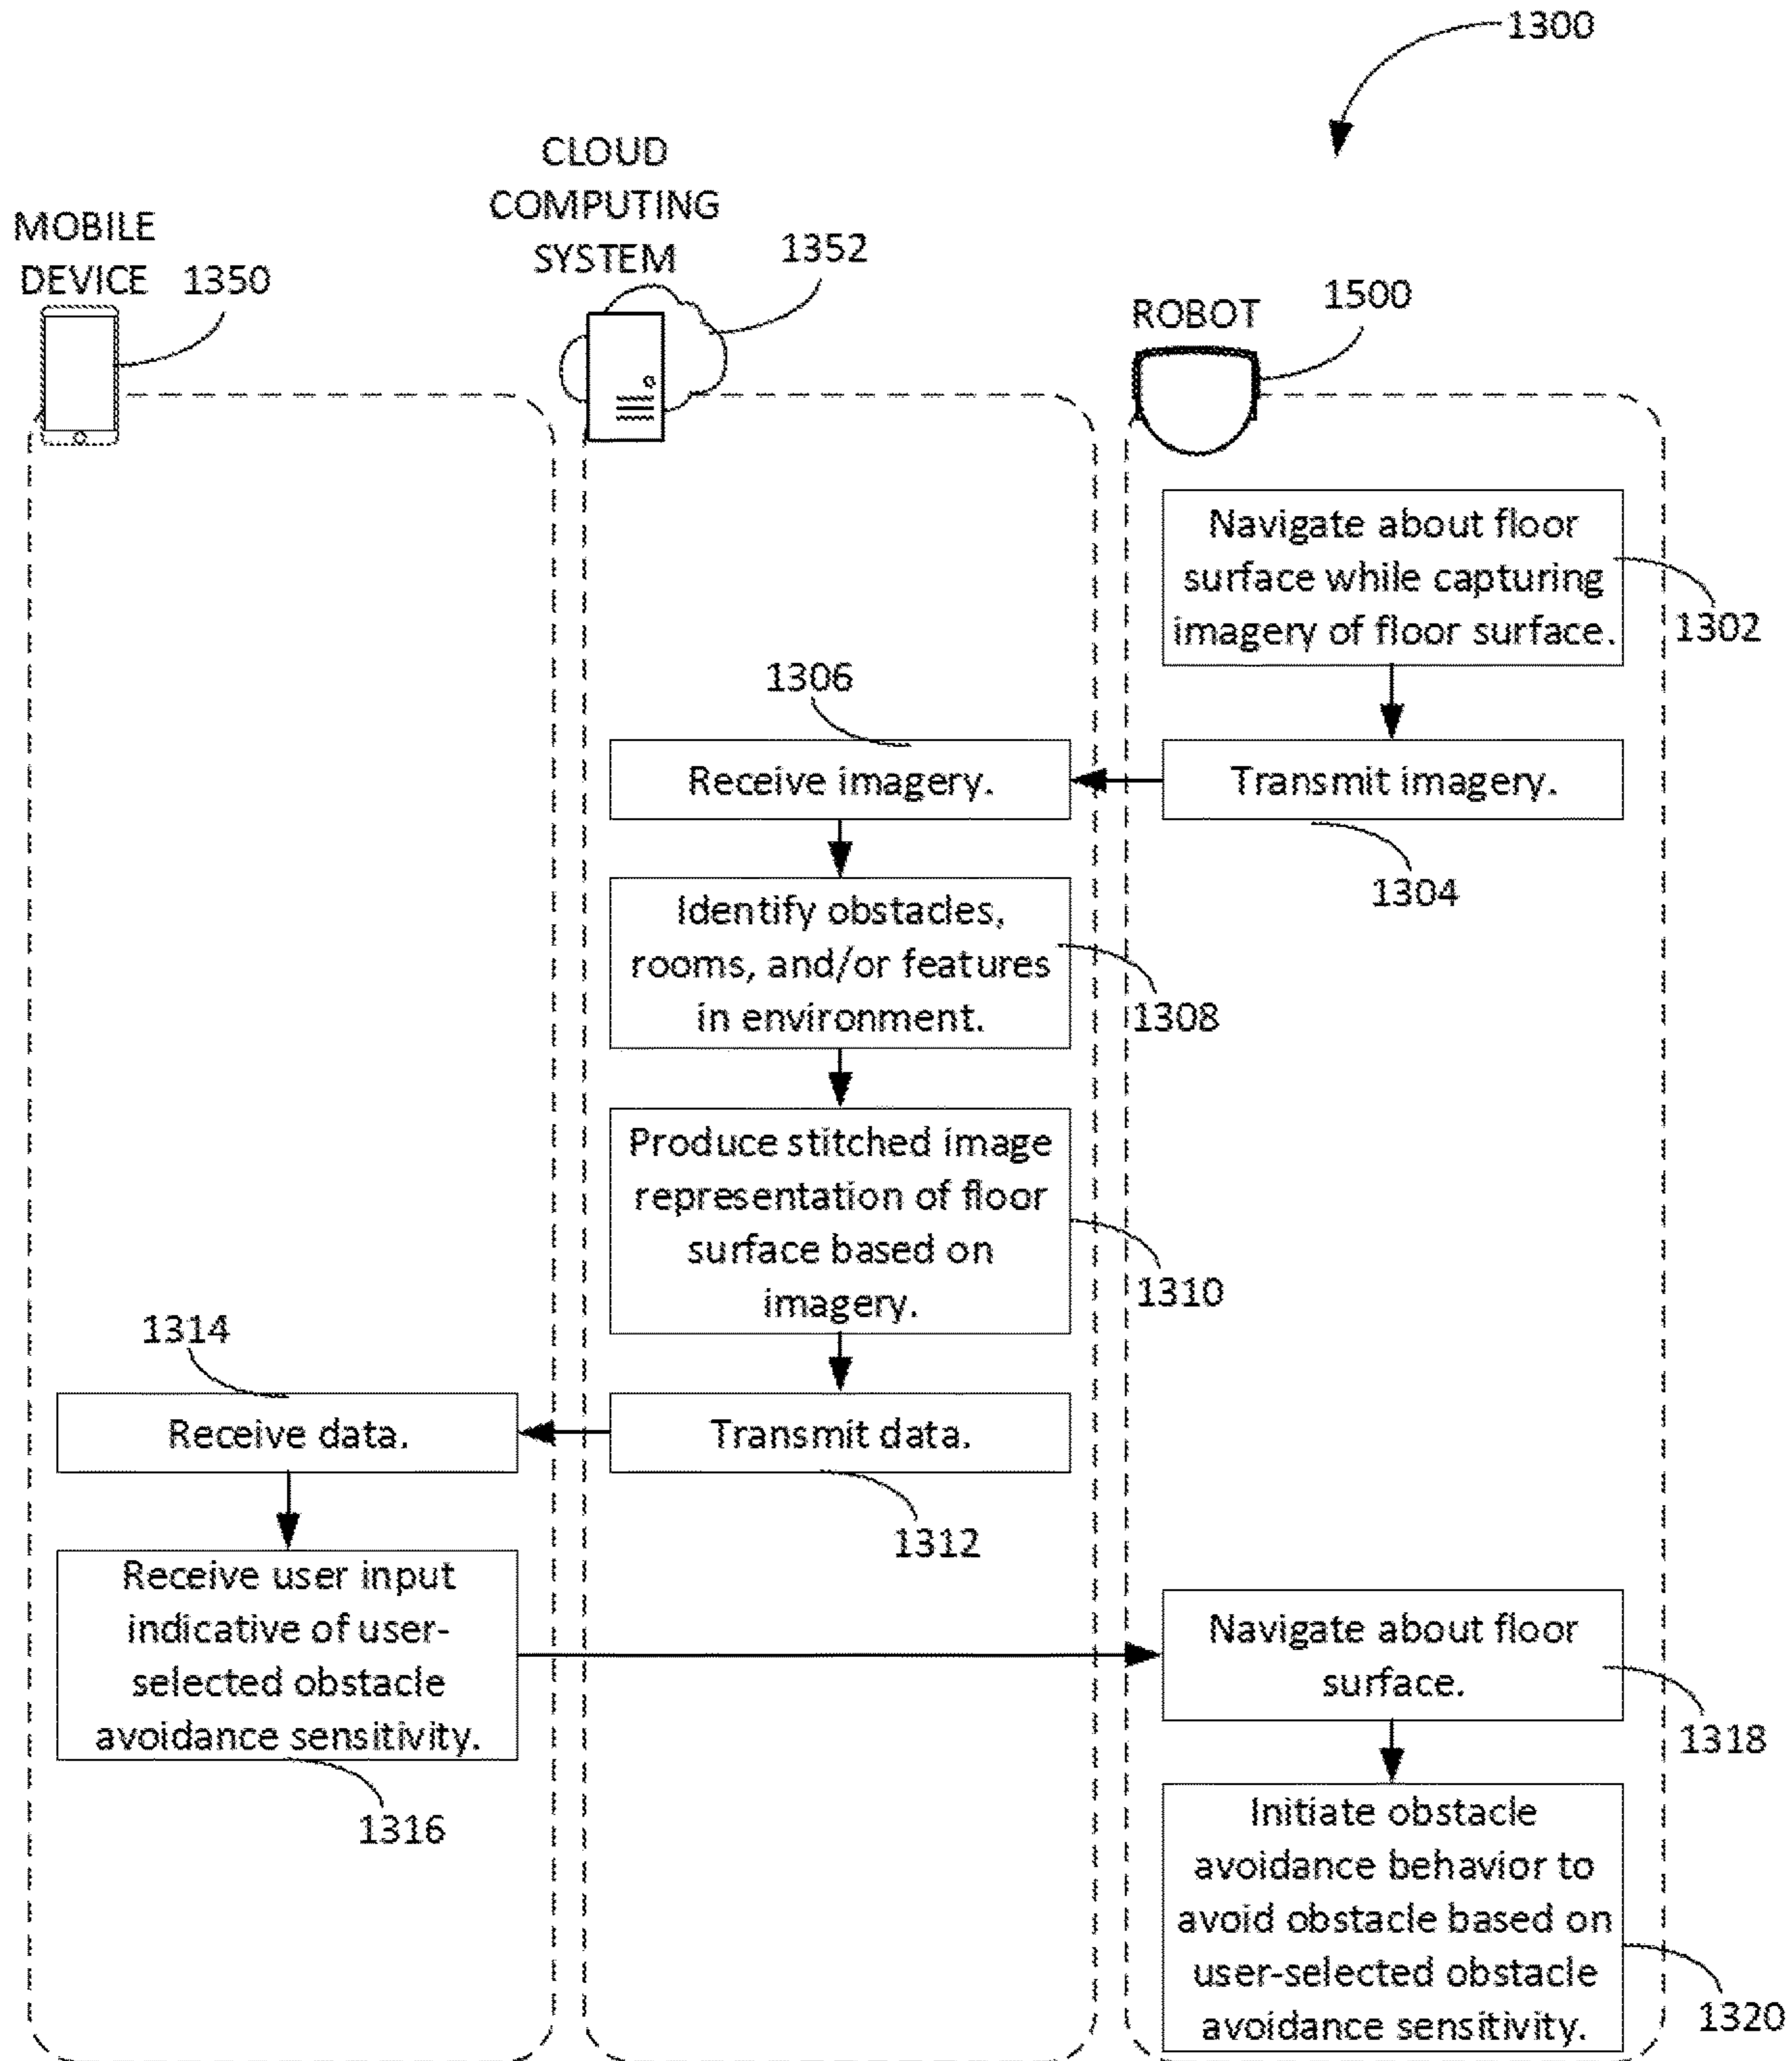 1300
CLOUD
COMPUTING
SYSTEM
1352
MOBILE
DEVICE
1350
ROBOT
1500
Navigate about floor
surface while capturing
imagery of floor surface.
1302
1306
Receive imagery.
Transmit imagery.
1304
Identify obstacles,
rooms, and/or features
in environment.
1308
Produce stitched image
representation of floor
surface based on
imagery.
1310
1314
Receive data.
Transmit data.
1312
Receive user input
indicative of user-
selected obstacle
avoidance sensitivity.
1316
Navigate about floor
surface.
1318
Initiate obstacle
avoidance behavior to
avoid obstacle based on
user-selected obstacle
avoidance sensitivity.
1320